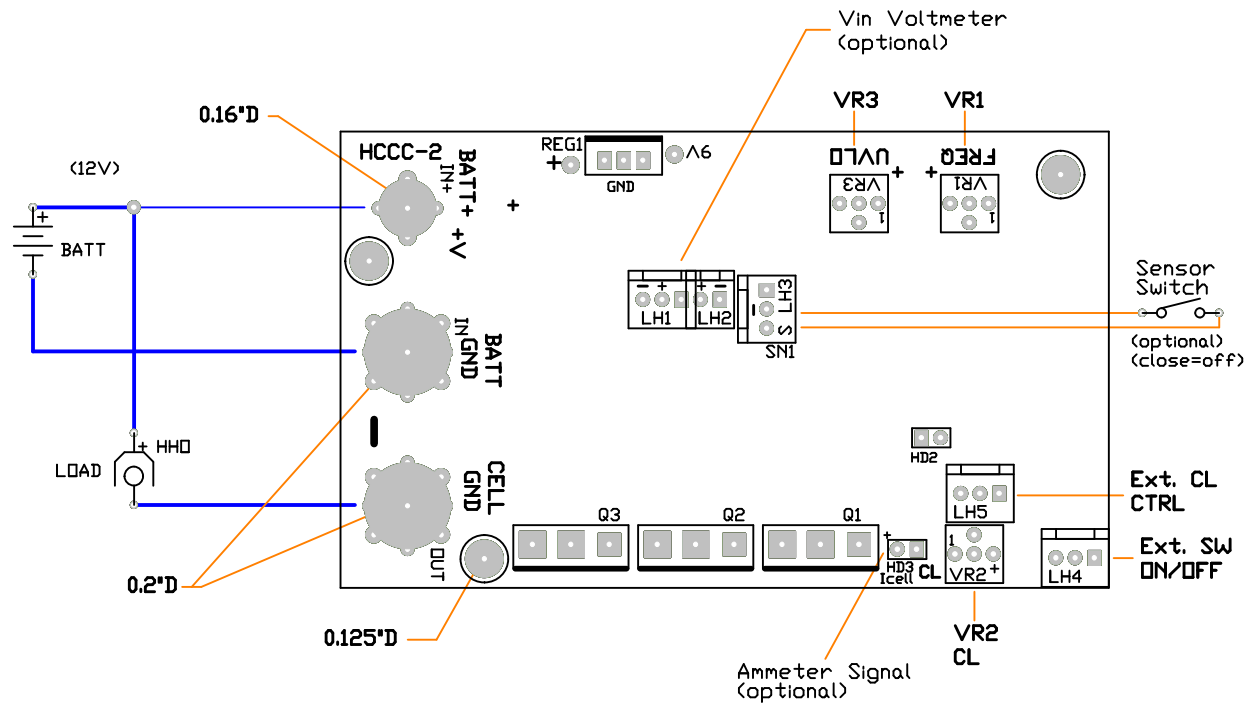 Vin Voltmeter
(optional)
0.16"D
VR3
VR1
HCCC-2
BATT+
IN+
+V
+
REG1
+
GND
V6
UVLO
+
VR3
1
FREQ
+
VR1
1
(12V)
+
BATT
- +
LH1
+ -
LH2
LH3
-
S
SN1
Sensor
Switch
(optional)
(close=off)
BATT
GND
IN
-
+ HHO
LOAD
CELL
GND
OUT
HD2
LH5
Ext. CL
CTRL
Q3
Q2
Q1
+
HD3
Icell
CL
1
VR2 +
LH4
Ext. SW
ON/OFF
0.2"D
0.125"D
VR2
CL
Ammeter Signal
(optional)